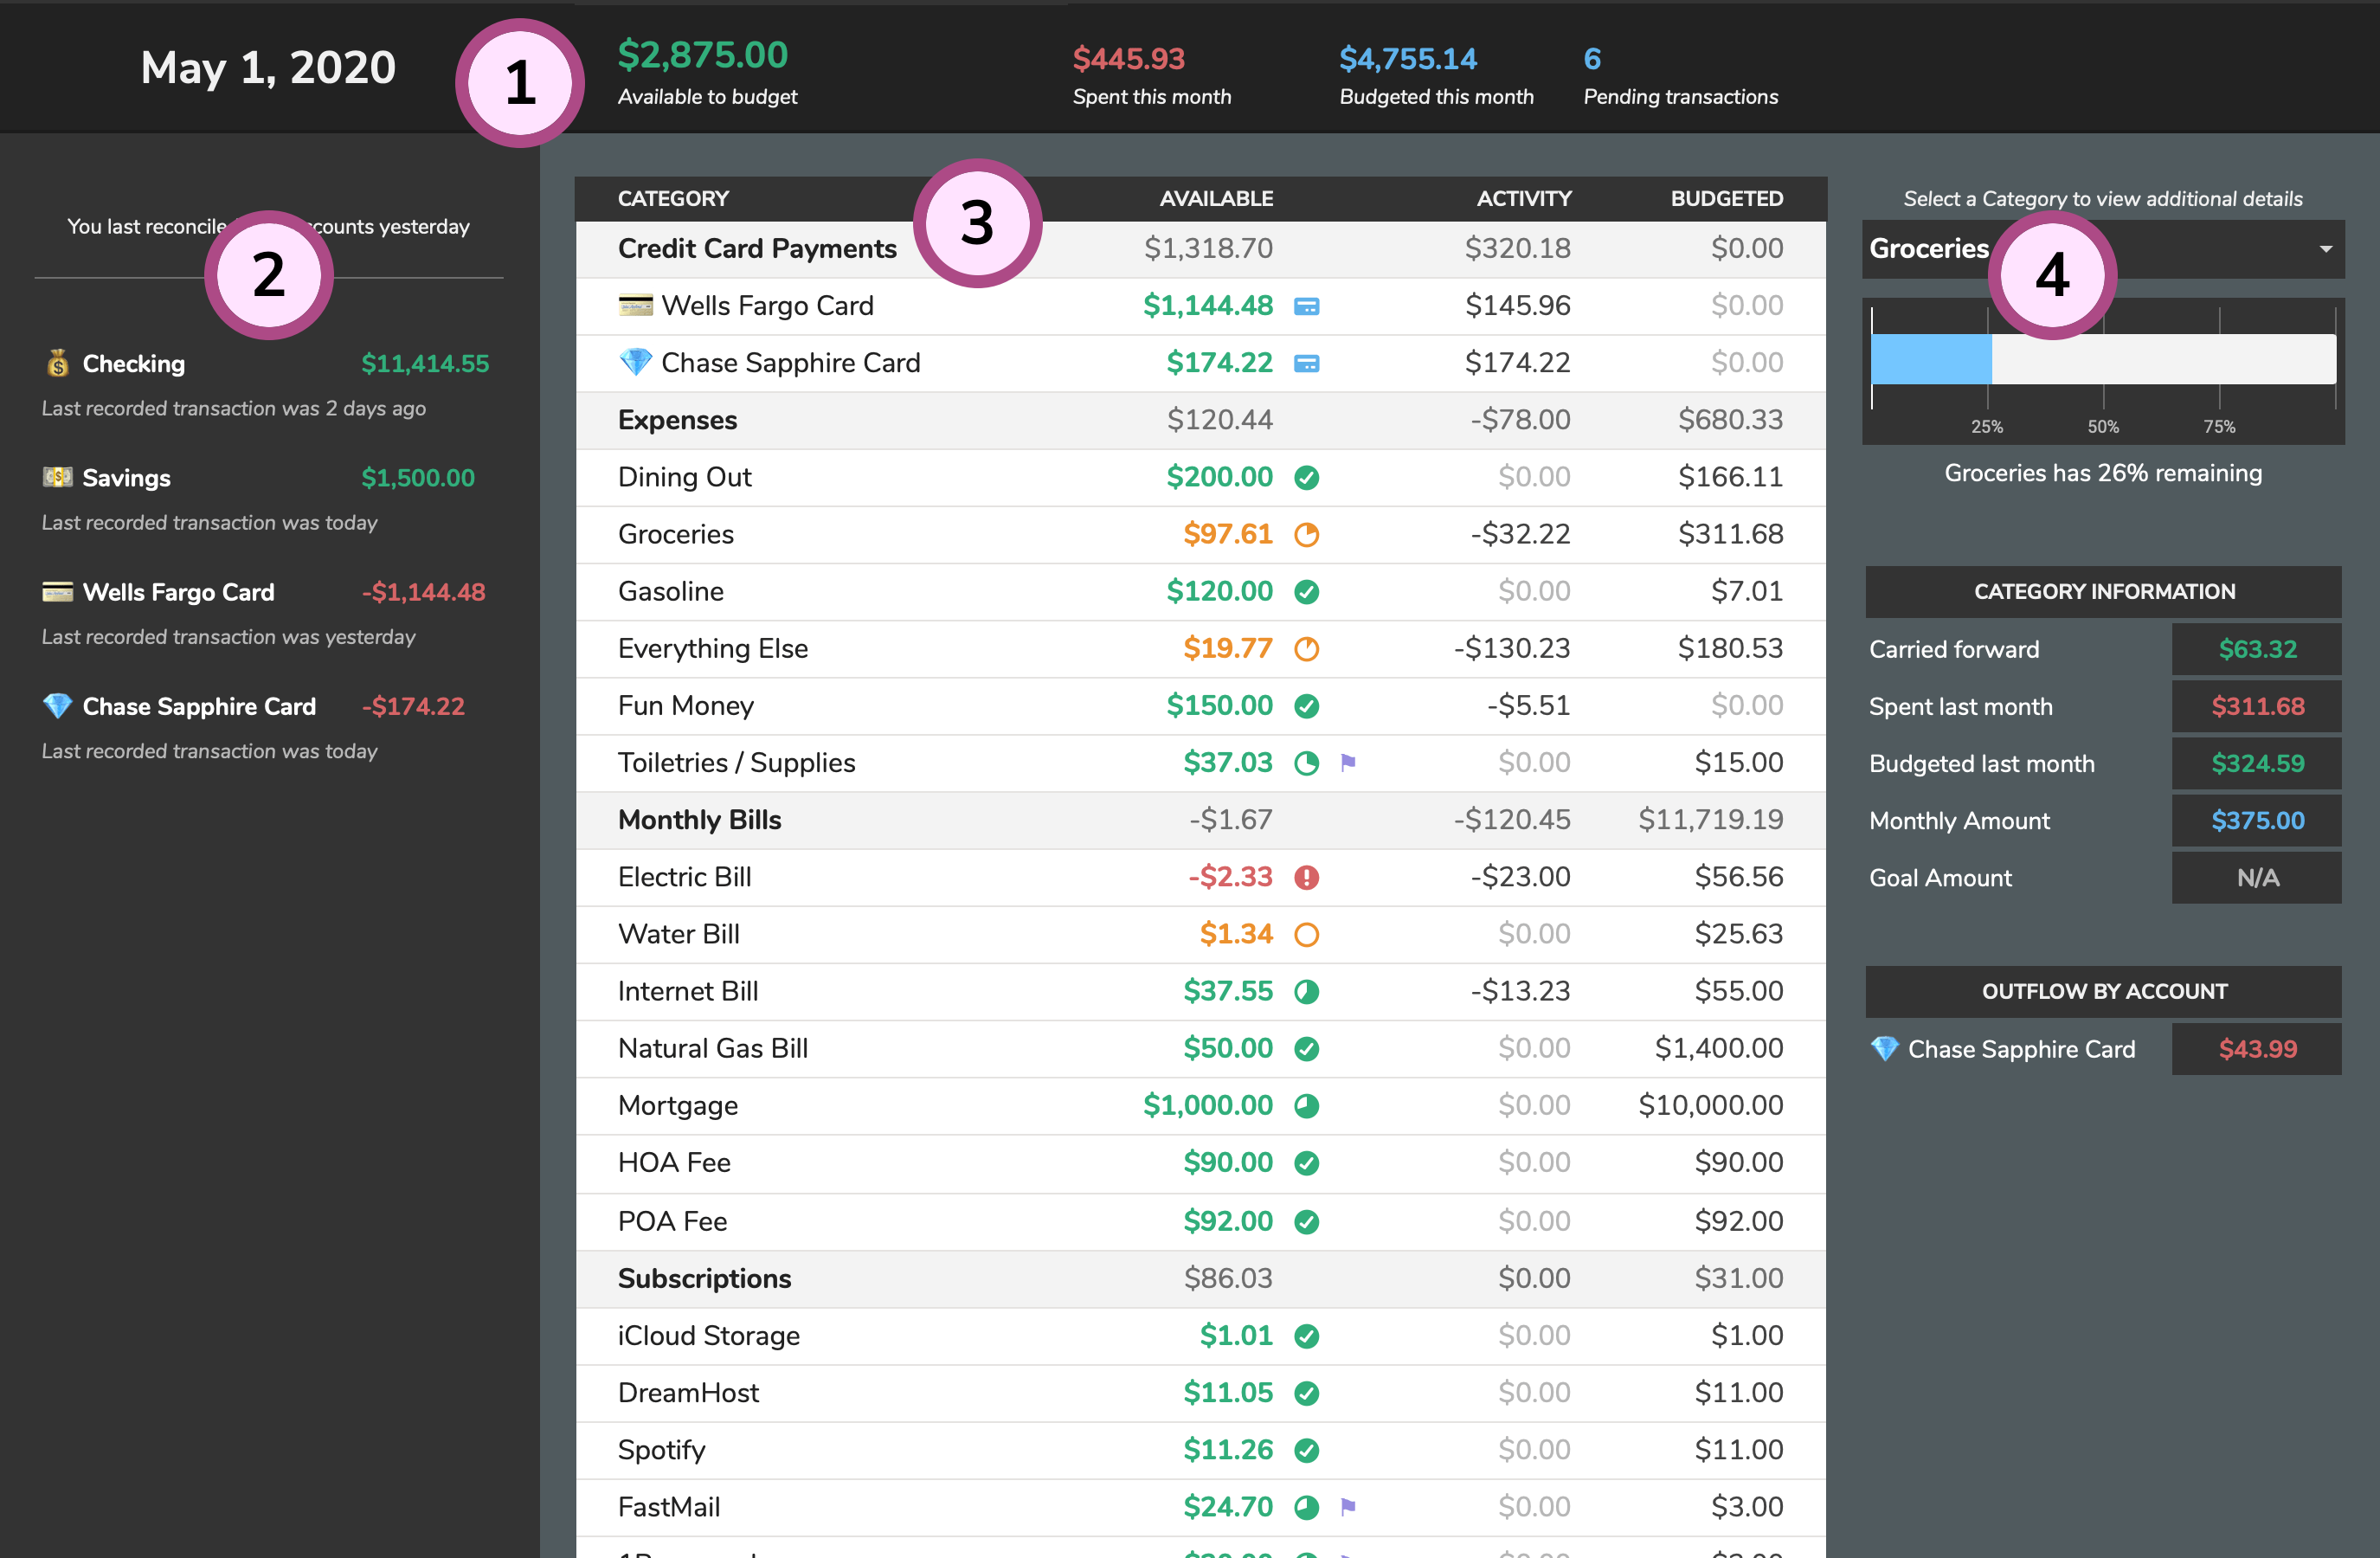 May 1, 2020
1
$2,875.00
Available to budget
$445.93
Spent this month
$4,755.14
Budgeted this month
6
Pending transactions
You last reconcile counts yesterday
2
Checking $11,414.55
Last recorded transaction was 2 days ago
Savings $1,500.00
Last recorded transaction was today
Wells Fargo Card -$1,144.48
Last recorded transaction was yesterday
Chase Sapphire Card -$174.22
Last recorded transaction was today
3
CATEGORY AVAILABLE ACTIVITY BUDGETED
Credit Card Payments $1,318.70 $320.18 $0.00
Wells Fargo Card $1,144.48 $145.96 $0.00
Chase Sapphire Card $174.22 $174.22 $0.00
Expenses $120.44 -$78.00 $680.33
Dining Out $200.00 $0.00 $166.11
Groceries $97.61 -$32.22 $311.68
Gasoline $120.00 $0.00 $7.01
Everything Else $19.77 -$130.23 $180.53
Fun Money $150.00 -$5.51 $0.00
Toiletries / Supplies $37.03 $0.00 $15.00
Monthly Bills -$1.67 -$120.45 $11,719.19
Electric Bill -$2.33 -$23.00 $56.56
Water Bill $1.34 $0.00 $25.63
Internet Bill $37.55 -$13.23 $55.00
Natural Gas Bill $50.00 $0.00 $1,400.00
Mortgage $1,000.00 $0.00 $10,000.00
HOA Fee $90.00 $0.00 $90.00
POA Fee $92.00 $0.00 $92.00
Subscriptions $86.03 $0.00 $31.00
iCloud Storage $1.01 $0.00 $1.00
DreamHost $11.05 $0.00 $11.00
Spotify $11.26 $0.00 $11.00
FastMail $24.70 $0.00 $3.00
Select a Category to view additional details
Groceries
4
25% 50% 75%
Groceries has 26% remaining
CATEGORY INFORMATION
Carried forward $63.32
Spent last month $311.68
Budgeted last month $324.59
Monthly Amount $375.00
Goal Amount N/A
OUTFLOW BY ACCOUNT
Chase Sapphire Card $43.99